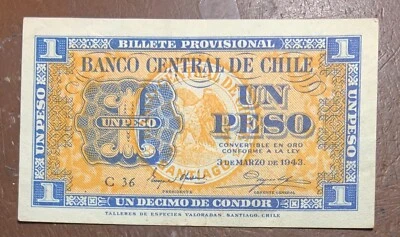 1 BILLETE PROVISIONAL 1
BANCO CENTRAL DE CHILE
UN PESO
UN PESO
UN PESO
UN
PESO
CONVERTIBLE EN ORO
CONFORME A LA LEY
3 DE MARZO DE 1943.
C 36
PRESIDENTE
GERENTE GENERAL
SANTIAGO
1 UN DECIMO DE CONDOR 1
TALLERES DE ESPECIES VALORADAS. SANTIAGO, CHILE